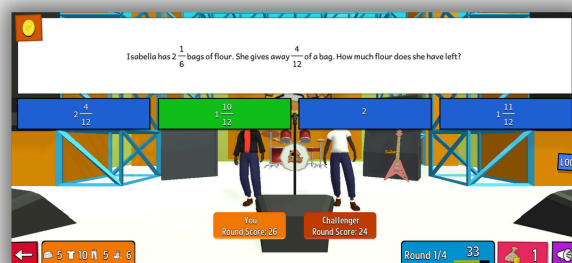 Isabella has 2 1/6 bags of flour. She gives away 4/12 of a bag. How much flour does she have left?
2 4/12
1 10/12
2
1 11/12
You
Round Score: 26
Challenger
Round Score: 24
5 10 5 6
Round 1/4 33
1